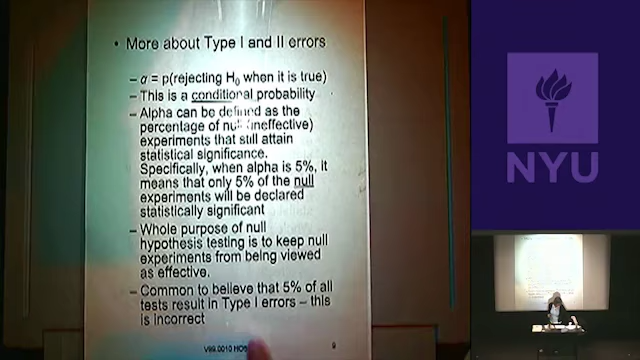 • More about Type I and II errors
– α = p(rejecting H₀ when it is true)
– This is a conditional probability
– Alpha can be defined as the
percentage of null (ineffective)
experiments that still attain
statistical significance.
Specifically, when alpha is 5%, it
means that only 5% of the null
experiments will be declared
statistically significant
– Whole purpose of null
hypothesis testing is to keep null
experiments from being viewed
as effective.
– Common to believe that 5% of all
tests result in Type I errors – this
is incorrect
V99.0010 HO5
9
NYU